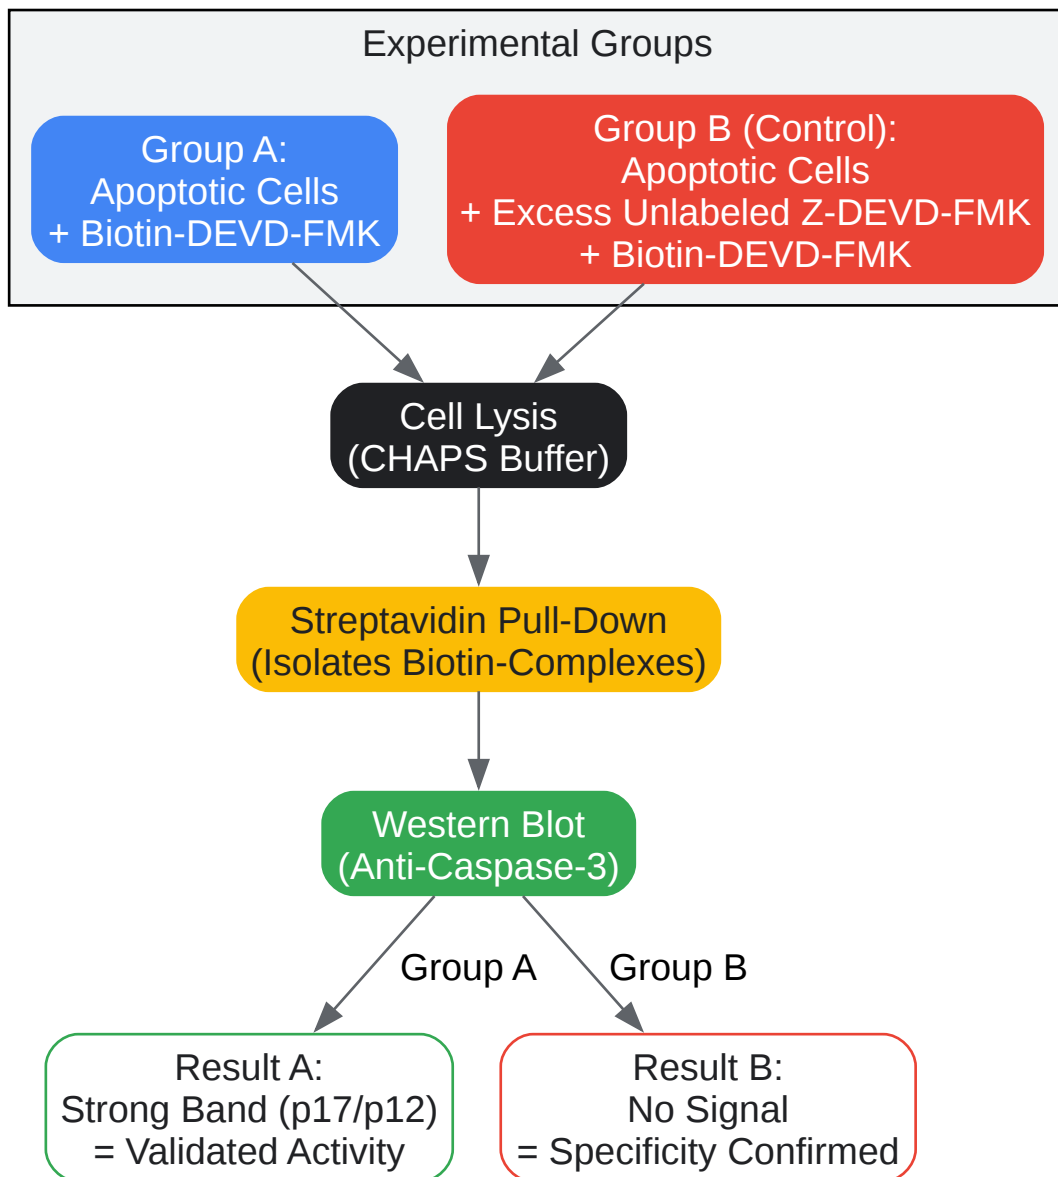 Experimental Groups
Group A:
Apoptotic Cells
+ Biotin-DEVD-FMK
Group B (Control):
Apoptotic Cells
+ Excess Unlabeled Z-DEVD-FMK
+ Biotin-DEVD-FMK
Cell Lysis
(CHAPS Buffer)
Streptavidin Pull-Down
(Isolates Biotin-Complexes)
Western Blot
(Anti-Caspase-3)
Group A
Group B
Result A:
Strong Band (p17/p12)
= Validated Activity
Result B:
No Signal
= Specificity Confirmed